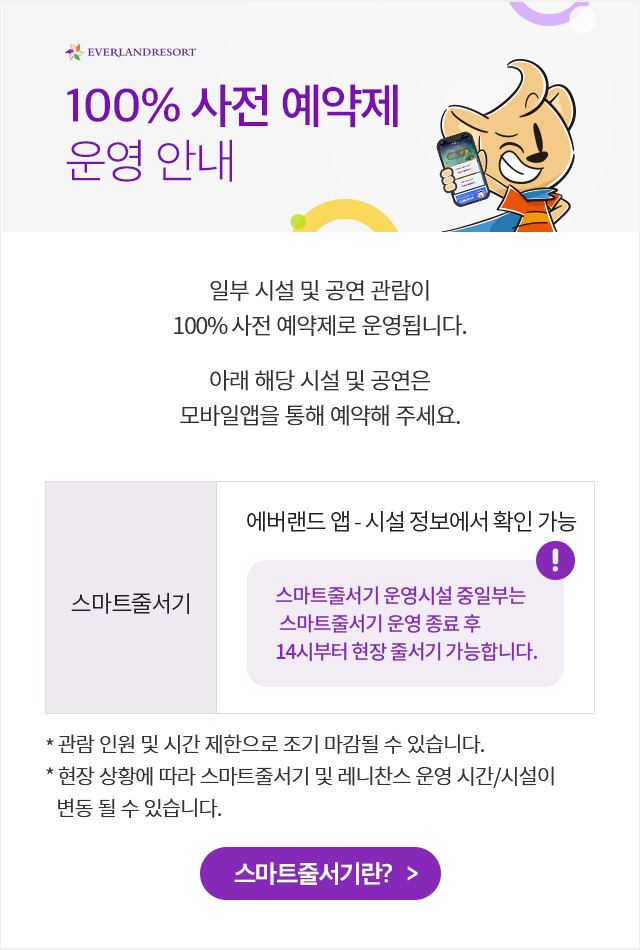 EVERLANDRESORT
100% 사전 예약제
운영 안내
일부 시설 및 공연 관람이
100% 사전 예약제로 운영됩니다.
아래 해당 시설 및 공연은
모바일앱을 통해 예약해 주세요.
스마트줄서기
에버랜드 앱 - 시설 정보에서 확인 가능
!
스마트줄서기 운영시설 중일부는
스마트줄서기 운영 종료 후
14시부터 현장 줄서기 가능합니다.
* 관람 인원 및 시간 제한으로 조기 마감될 수 있습니다.
* 현장 상황에 따라 스마트줄서기 및 레니찬스 운영 시간/시설이
변동 될 수 있습니다.
스마트줄서기란? >